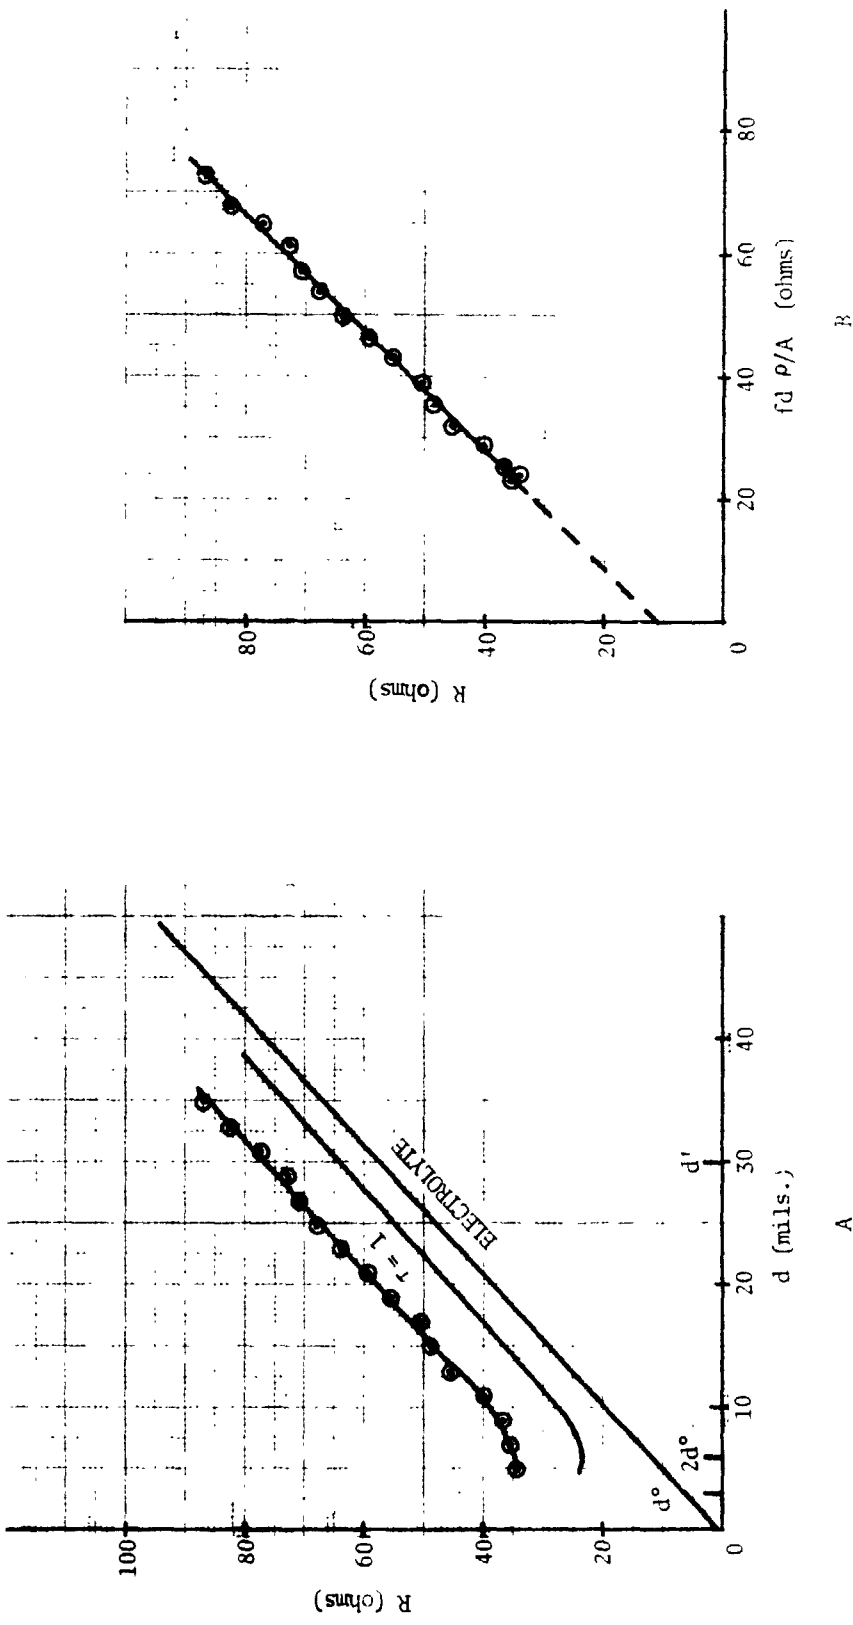 R (ohms)
100
80
60
40
20
0
10
20
30
40
d°
2d°
d'
d (mils.)
τ = 1
ELECTROLYTE
A
R (ohms)
80
60
40
20
0
20
40
60
80
fd ρ/A (ohms)
B